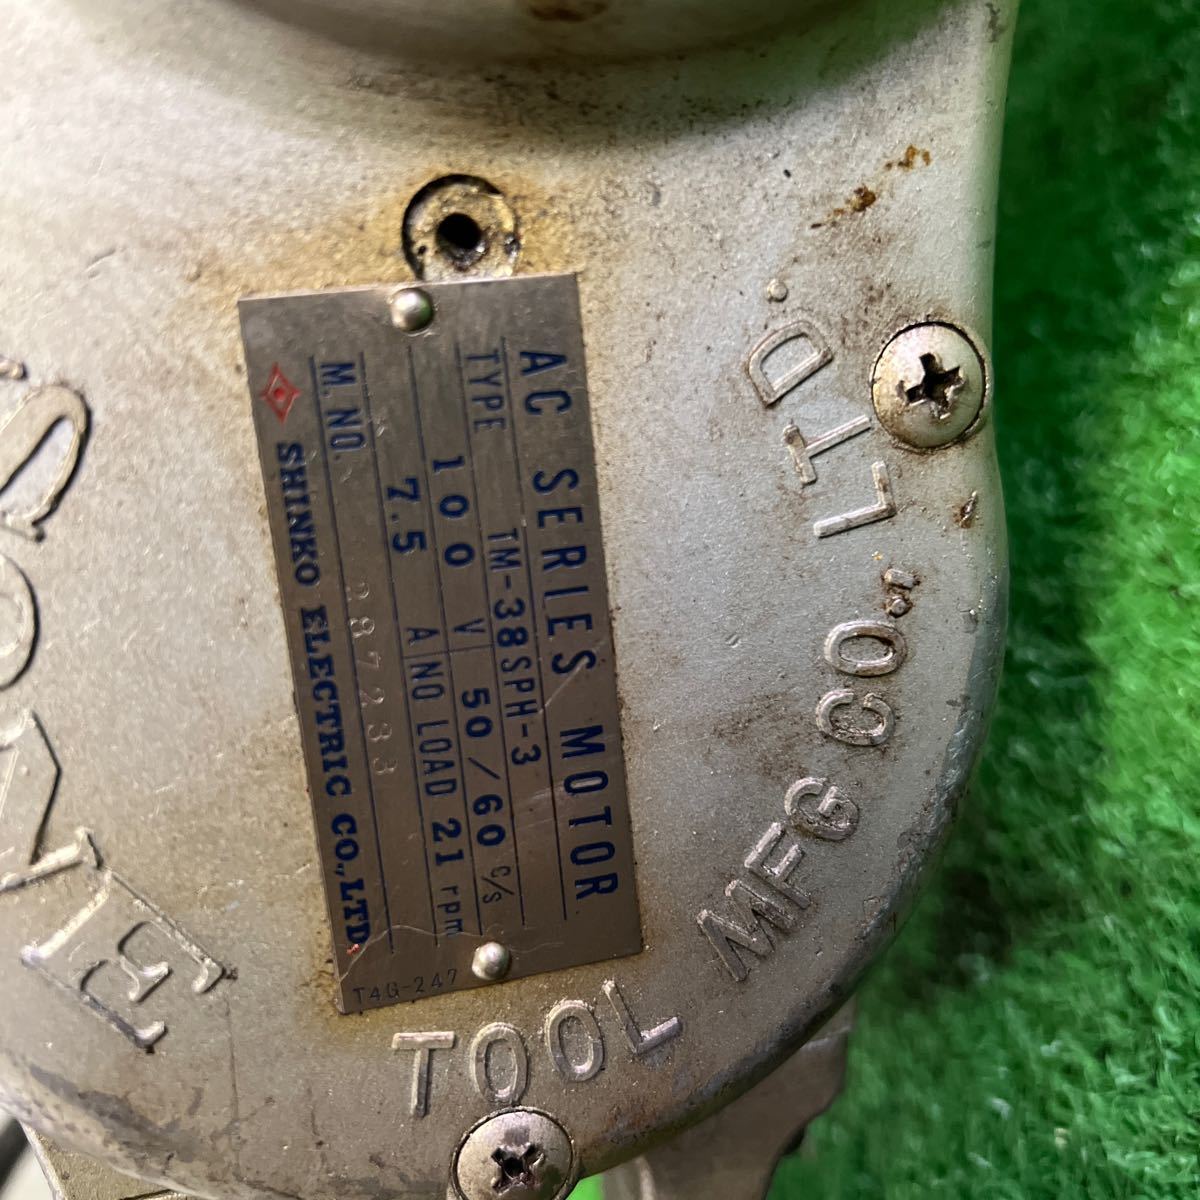 AC SERIES MOTOR
TYPE TM-38SPH-3
100 V 50/60 c/s
7.5 A NO LOAD 21 rpm
M.NO. 287233
SHINKO ELECTRIC CO.,LTD.
T4G-247
TOOL MFG CO., LTD.